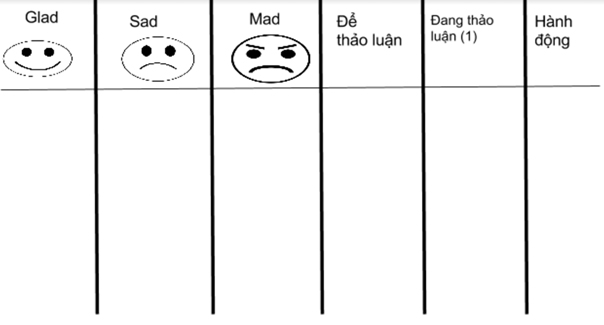 Glad
Sad
Mad
Để
thảo luận
Đang thảo
luận (1)
Hành
động